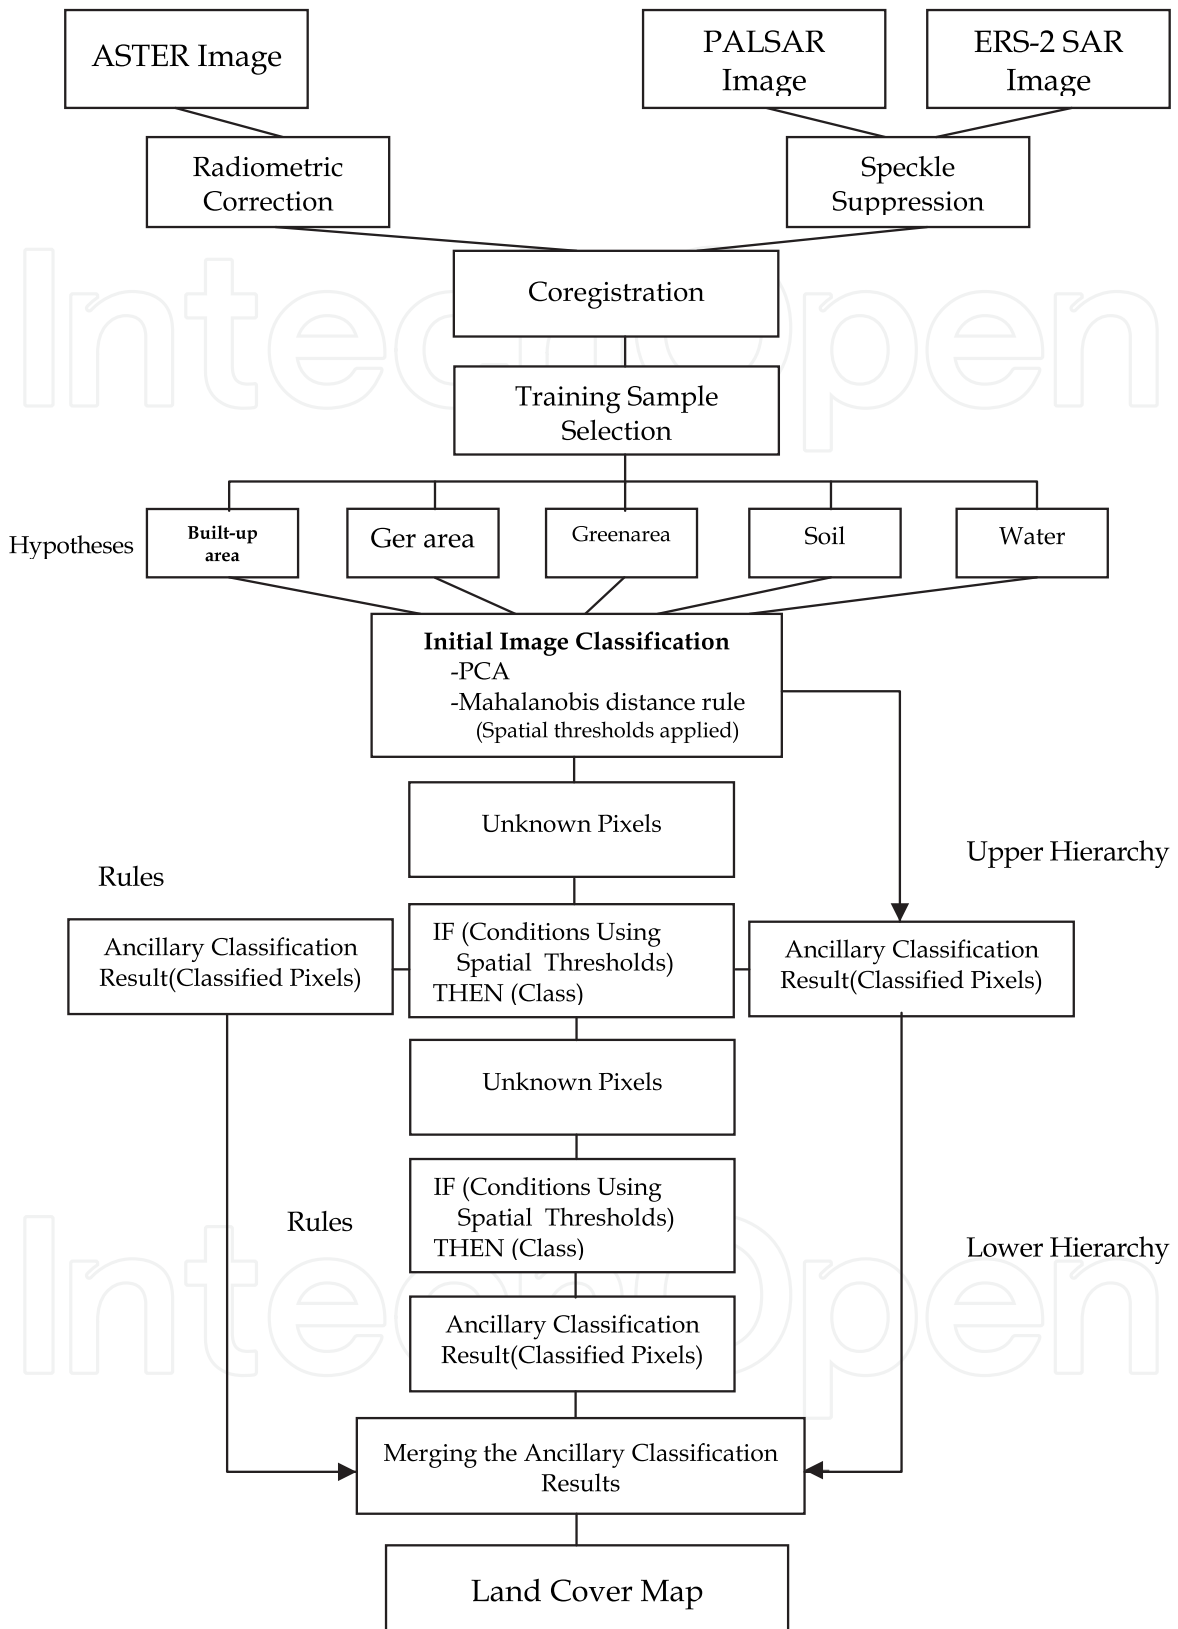 ASTER Image
PALSAR
Image
ERS-2 SAR
Image
Radiometric
Correction
Speckle
Suppression
Coregistration
Training Sample
Selection
Hypotheses
Built-up
area
Ger area
Greenarea
Soil
Water
Initial Image Classification
-PCA
-Mahalanobis distance rule
(Spatial thresholds applied)
Unknown Pixels
Upper Hierarchy
Rules
Ancillary Classification
Result(Classified Pixels)
IF (Conditions Using
Spatial Thresholds)
THEN (Class)
Ancillary Classification
Result(Classified Pixels)
Unknown Pixels
IF (Conditions Using
Spatial Thresholds)
THEN (Class)
Rules
Lower Hierarchy
Ancillary Classification
Result(Classified Pixels)
Merging the Ancillary Classification
Results
Land Cover Map
IntechOpen
IntechOpen